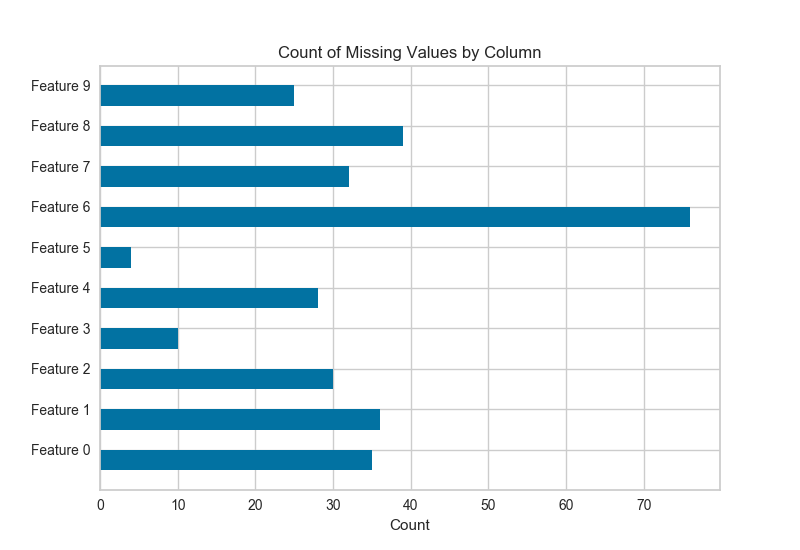 Count of Missing Values by Column
Feature 9
Feature 8
Feature 7
Feature 6
Feature 5
Feature 4
Feature 3
Feature 2
Feature 1
Feature 0
0 10 20 30 40 50 60 70
Count